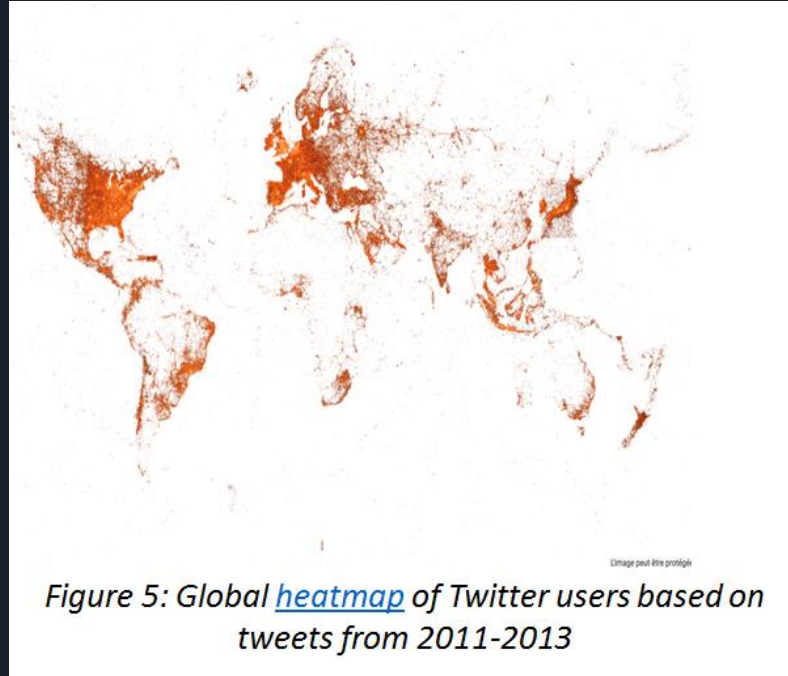 L'image peut être protégée
Figure 5: Global heatmap of Twitter users based on
tweets from 2011-2013